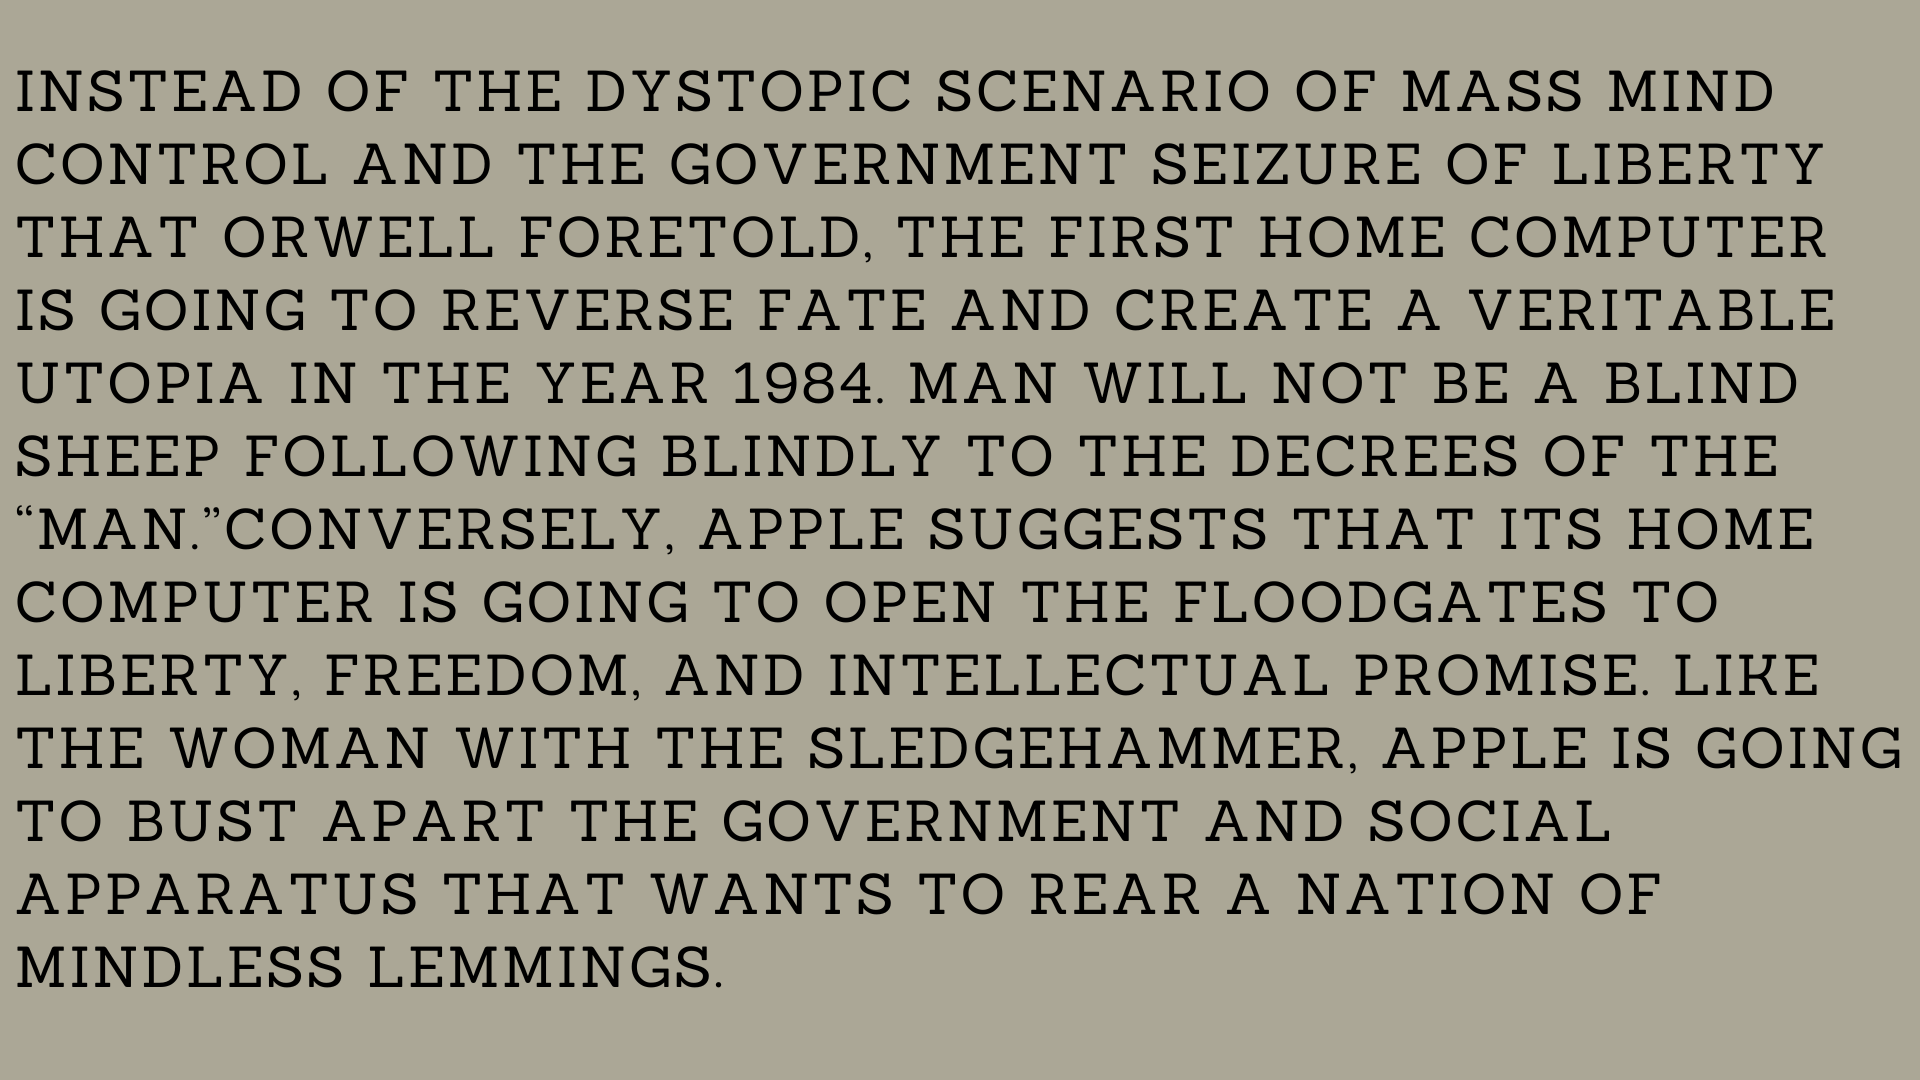 INSTEAD OF THE DYSTOPIC SCENARIO OF MASS MIND
CONTROL AND THE GOVERNMENT SEIZURE OF LIBERTY
THAT ORWELL FORETOLD, THE FIRST HOME COMPUTER
IS GOING TO REVERSE FATE AND CREATE A VERITABLE
UTOPIA IN THE YEAR 1984. MAN WILL NOT BE A BLIND
SHEEP FOLLOWING BLINDLY TO THE DECREES OF THE
“MAN.”CONVERSELY, APPLE SUGGESTS THAT ITS HOME
COMPUTER IS GOING TO OPEN THE FLOODGATES TO
LIBERTY, FREEDOM, AND INTELLECTUAL PROMISE. LIKE
THE WOMAN WITH THE SLEDGEHAMMER, APPLE IS GOING
TO BUST APART THE GOVERNMENT AND SOCIAL
APPARATUS THAT WANTS TO REAR A NATION OF
MINDLESS LEMMINGS.